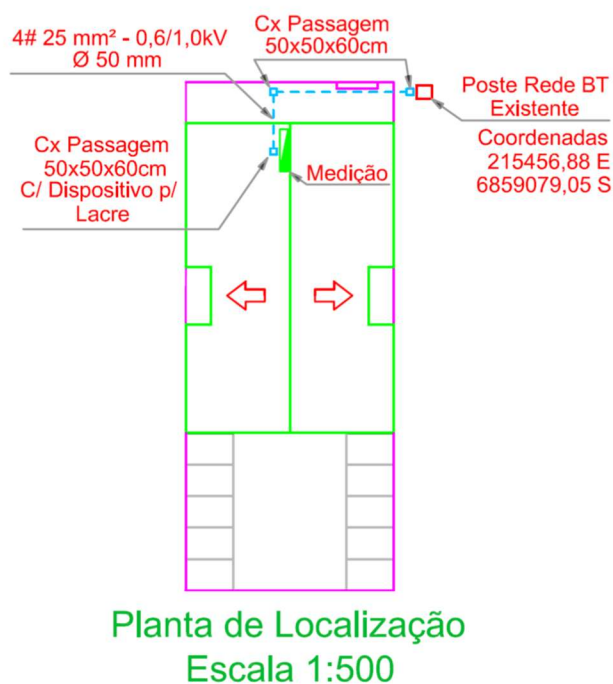 Cx Passagem
50x50x60cm
4# 25 mm² - 0,6/1,0kV
Ø 50 mm
Poste Rede BT
Existente
Coordenadas
215456,88 E
6859079,05 S
Cx Passagem
50x50x60cm
C/ Dispositivo p/
Lacre
Medição
Planta de Localização
Escala 1:500